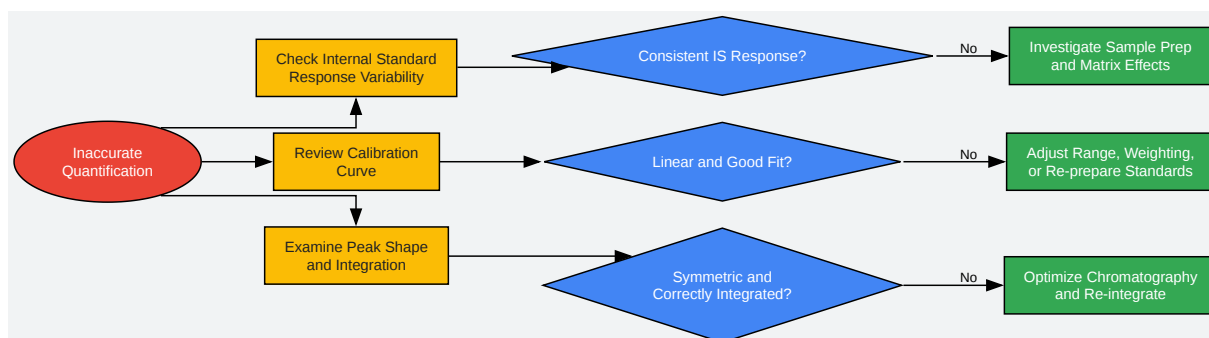 Check Internal Standard
Response Variability
Consistent IS Response?
No
Investigate Sample Prep
and Matrix Effects
Inaccurate
Quantification
Review Calibration
Curve
Linear and Good Fit?
No
Adjust Range, Weighting,
or Re-prepare Standards
Examine Peak Shape
and Integration
Symmetric and
Correctly Integrated?
No
Optimize Chromatography
and Re-integrate